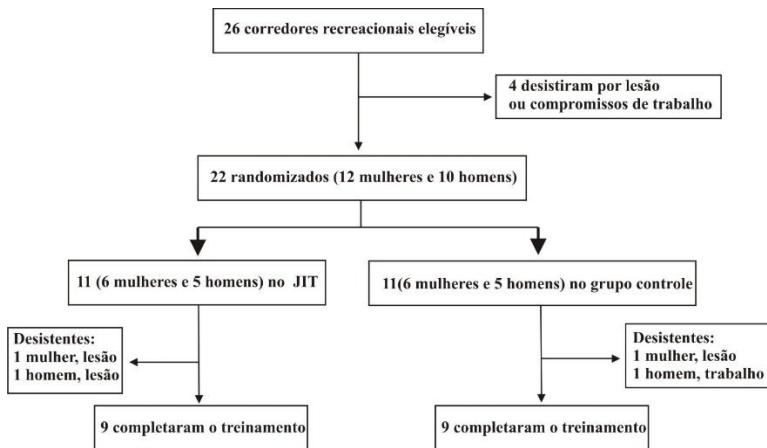 26 corredores recreacionais elegíveis
4 desistiram por lesão
ou compromissos de trabalho
22 randomizados (12 mulheres e 10 homens)
11 (6 mulheres e 5 homens) no JIT
11(6 mulheres e 5 homens) no grupo controle
Desistentes:
1 mulher, lesão
1 homem, lesão
Desistentes:
1 mulher, lesão
1 homem, trabalho
9 completaram o treinamento
9 completaram o treinamento